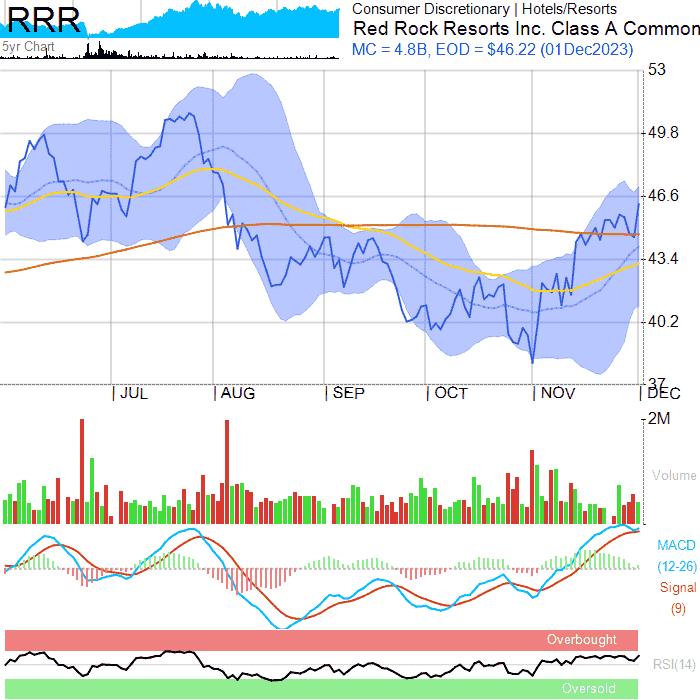 RRR
5yr Chart
Consumer Discretionary | Hotels/Resorts
Red Rock Resorts Inc. Class A Common
MC = 4.8B, EOD = $46.22 (01Dec2023)
53
49.8
46.6
43.4
40.2
37
JUL
AUG
SEP
OCT
NOV
DEC
2M
Volume
MACD
(12-26)
Signal
(9)
Overbought
RSI(14)
Oversold